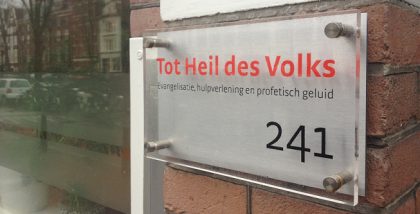 Tot Heil des Volks
Evangelisatie, hulpverlening en profetisch geluid
241